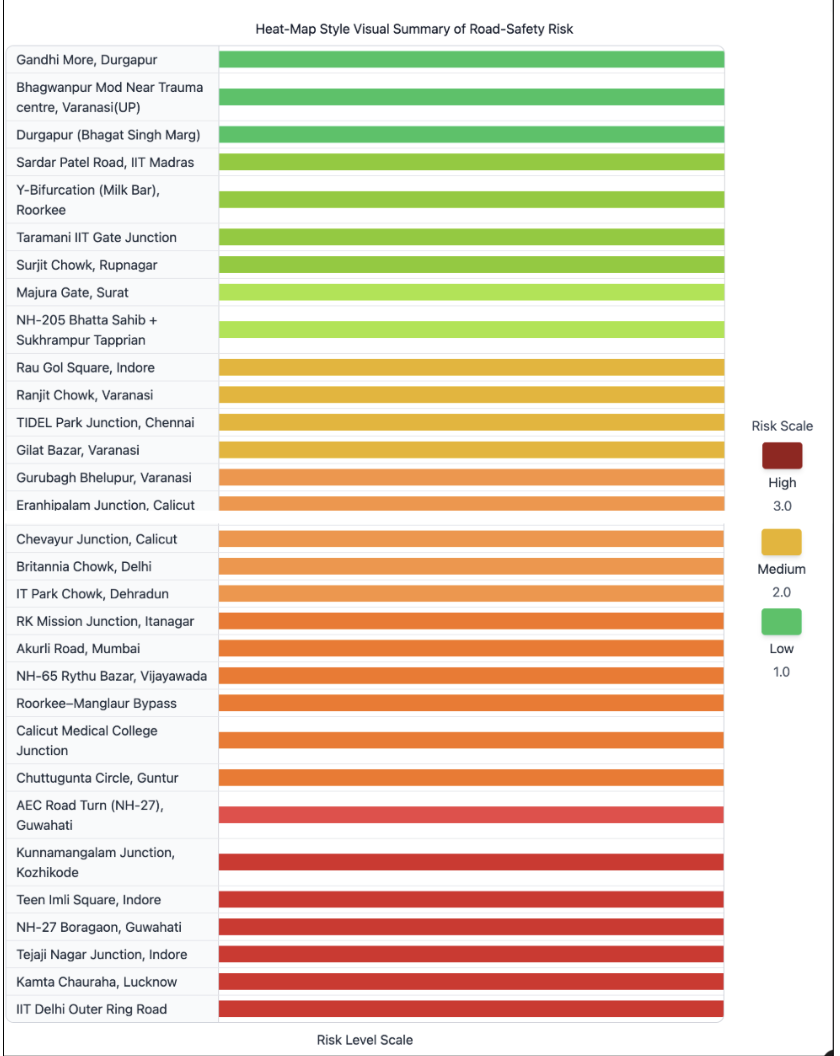 Heat-Map Style Visual Summary of Road-Safety Risk
Gandhi More, Durgapur
Bhagwanpur Mod Near Trauma
centre, Varanasi(UP)
Durgapur (Bhagat Singh Marg)
Sardar Patel Road, IIT Madras
Y-Bifurcation (Milk Bar),
Roorkee
Taramani IIT Gate Junction
Surjit Chowk, Rupnagar
Majura Gate, Surat
NH-205 Bhatta Sahib +
Sukhrampur Tapprian
Rau Gol Square, Indore
Ranjit Chowk, Varanasi
TIDEL Park Junction, Chennai
Gilat Bazar, Varanasi
Gurubagh Bhelupur, Varanasi
Eranhipalam Junction, Calicut
Chevayur Junction, Calicut
Britannia Chowk, Delhi
IT Park Chowk, Dehradun
RK Mission Junction, Itanagar
Akurli Road, Mumbai
NH-65 Rythu Bazar, Vijayawada
Roorkee–Manglaur Bypass
Calicut Medical College
Junction
Chuttugunta Circle, Guntur
AEC Road Turn (NH-27),
Guwahati
Kunnamangalam Junction,
Kozhikode
Teen Imli Square, Indore
NH-27 Boragaon, Guwahati
Tejaji Nagar Junction, Indore
Kamta Chauraha, Lucknow
IIT Delhi Outer Ring Road
Risk Level Scale
Risk Scale
High
3.0
Medium
2.0
Low
1.0